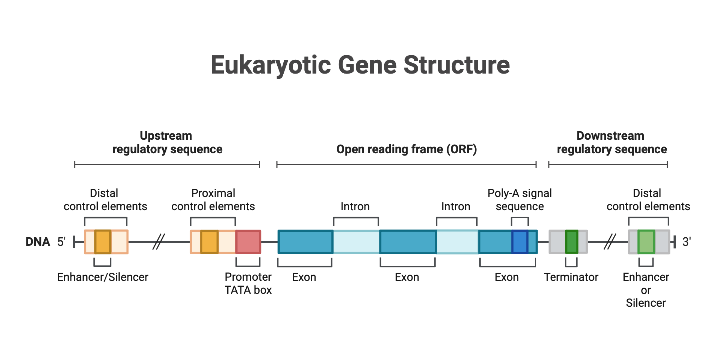 Eukaryotic Gene Structure
Upstream
regulatory sequence
Open reading frame (ORF)
Downstream
regulatory sequence
Distal
control elements
Proximal
control elements
Intron
Intron
Poly-A signal
sequence
Distal
control elements
DNA 5'
3'
Enhancer/Silencer
Promoter
TATA box
Exon
Exon
Exon
Terminator
Enhancer
or
Silencer